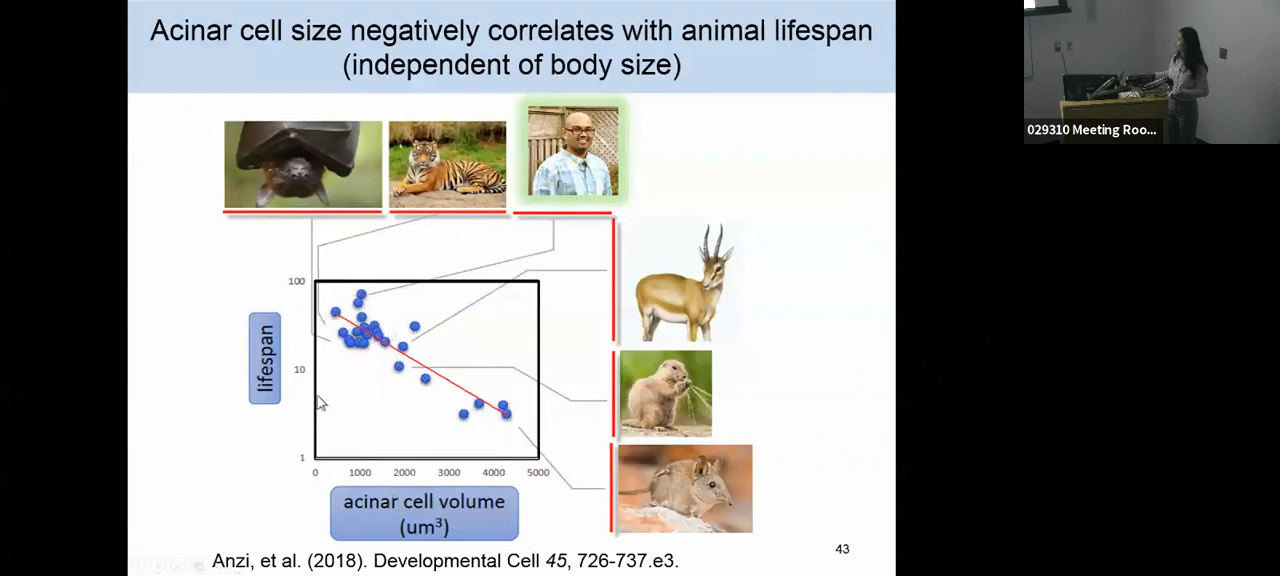 Acinar cell size negatively correlates with animal lifespan
(independent of body size)
029310 Meeting Roo...
100
10
1
lifespan
0 1000 2000 3000 4000 5000
acinar cell volume
(um³)
43
Anzi, et al. (2018). Developmental Cell 45, 726-737.e3.